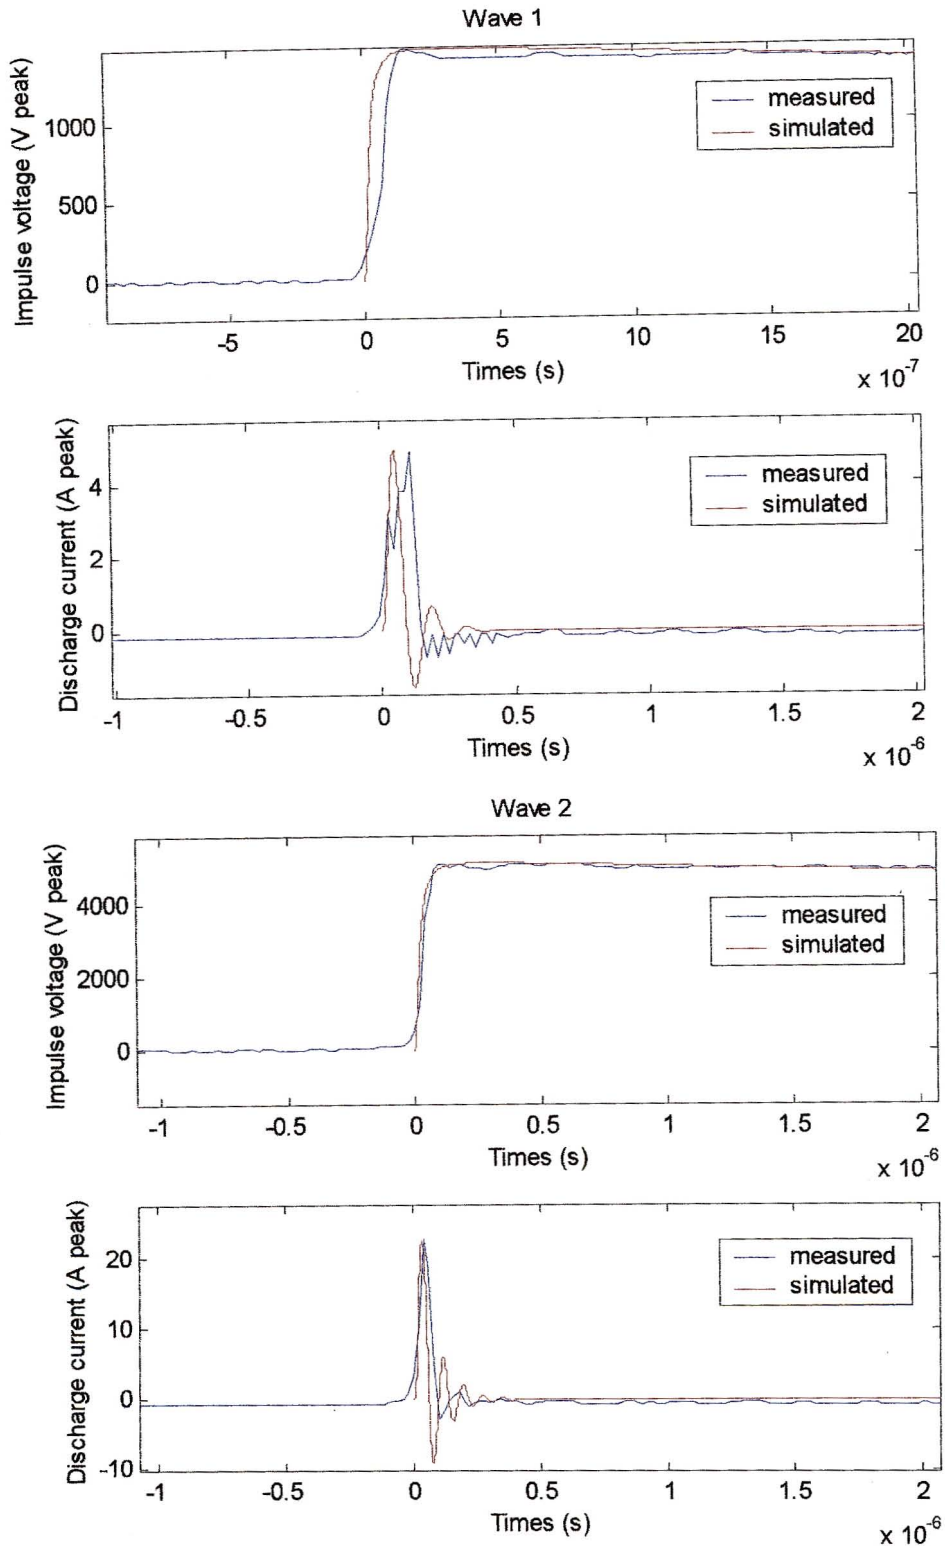 Wave 1
Impulse voltage (V peak)
1000
500
0
measured
simulated
-5
0
5
10
15
20
Times (s)
x 10-7
Discharge current (A peak)
4
2
0
measured
simulated
-1
-0.5
0
0.5
1
1.5
2
Times (s)
x 10-6
Wave 2
Impulse voltage (V peak)
4000
2000
0
measured
simulated
-1
-0.5
0
0.5
1
1.5
2
Times (s)
x 10-6
Discharge current (A peak)
20
10
0
-10
measured
simulated
-1
-0.5
0
0.5
1
1.5
2
Times (s)
x 10-6